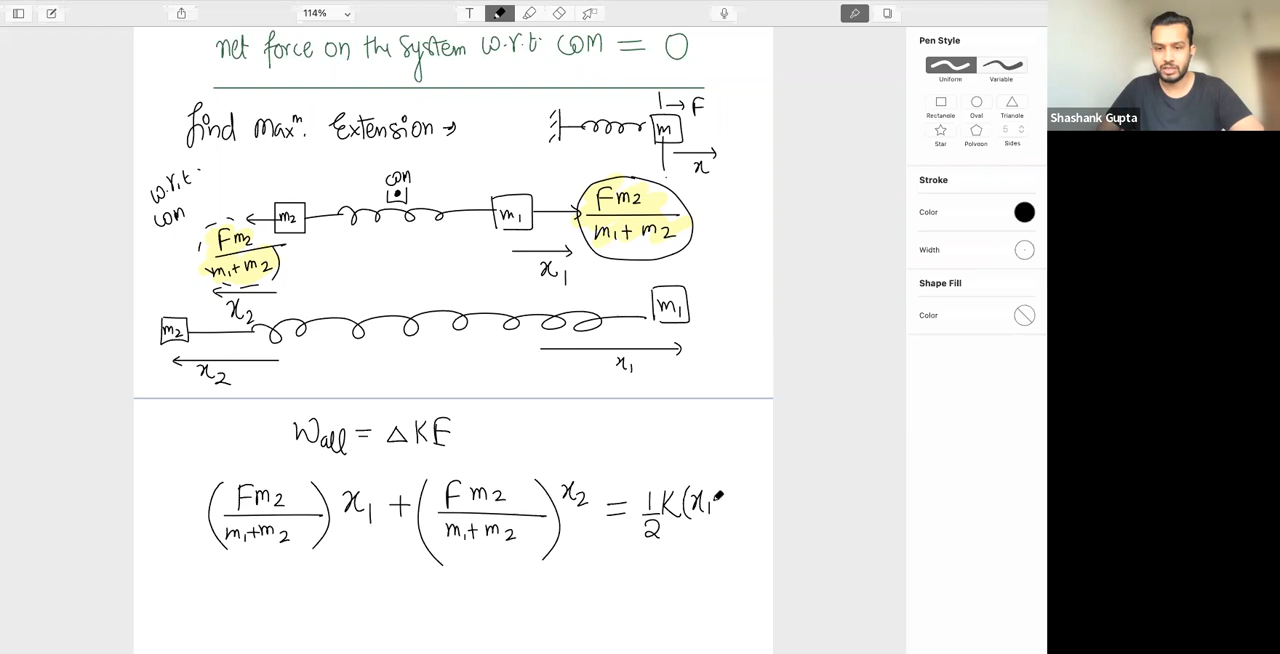 114%
T
net force on the system w.r.t. COM = 0
find Maxm. Extension →
F
m
x
w.r.t.
com
com
m2
m1
Fm2
m1 + m2
Fm2
m1+m2
x1
x2
m2
m1
x2
x1
Wall = ΔKE
(Fm2/m1+m2) x1 + (Fm2/m1+m2) x2 = 1/2 K(x1
Pen Style
Uniform
Variable
Rectangle
Oval
Triangle
Star
Polygon
5
Sides
Stroke
Color
Width
Shape Fill
Color
Shashank Gupta